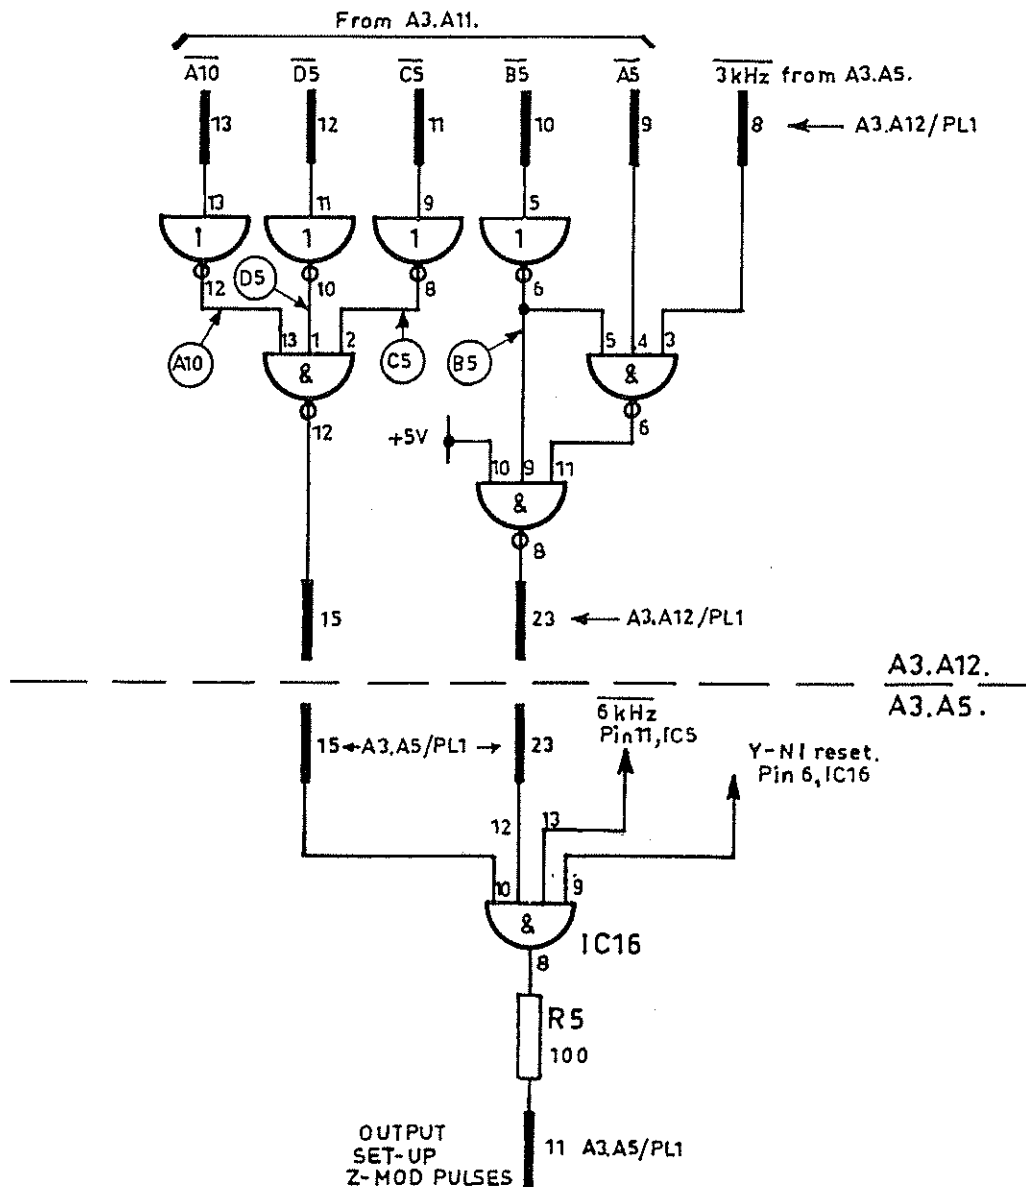 From A3.A11.
A10 D5 C5 B5 A5 3kHz from A3.A5.
13 12 11 10 9 8 A3.A12/PL1
13 11 9 5
1 1 1 1
12 D5 10 8 6
13 1 2 5 4 3
A10 & C5 B5 &
12 +5V 6
10 9 11
&
8
15 23 A3.A12/PL1
A3.A12.
A3.A5.
6kHz
Pin11,IC5
15 A3.A5/PL1 23
Y-N1 reset.
Pin 6,IC16
12 13
10 9
& IC16
8
R5
100
OUTPUT
SET-UP
Z-MOD PULSES
11 A3.A5/PL1